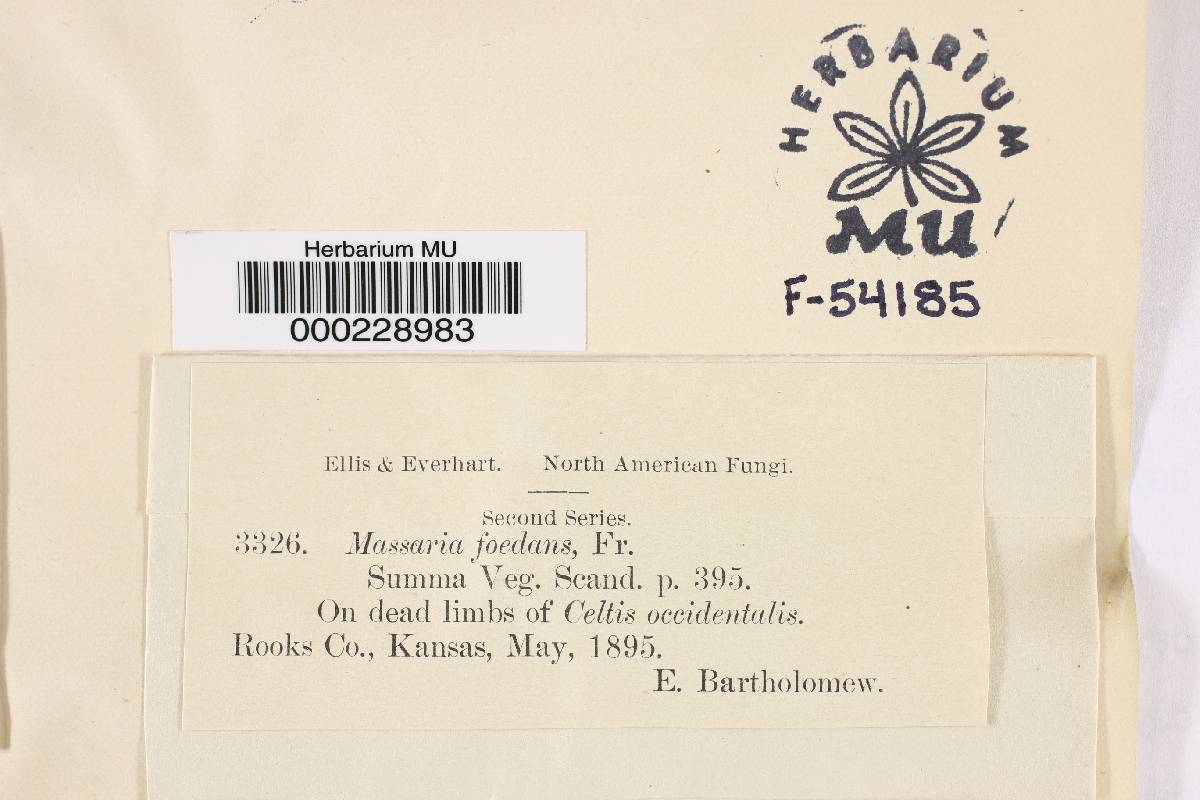 HERBARIUM
MU
Herbarium MU
000228983
F-54185
Ellis & Everhart. North American Fungi.
Second Series.
3326. Massaria foedans, Fr.
Summa Veg. Scand. p. 395.
On dead limbs of Celtis occidentalis.
Rooks Co., Kansas, May, 1895.
E. Bartholomew.